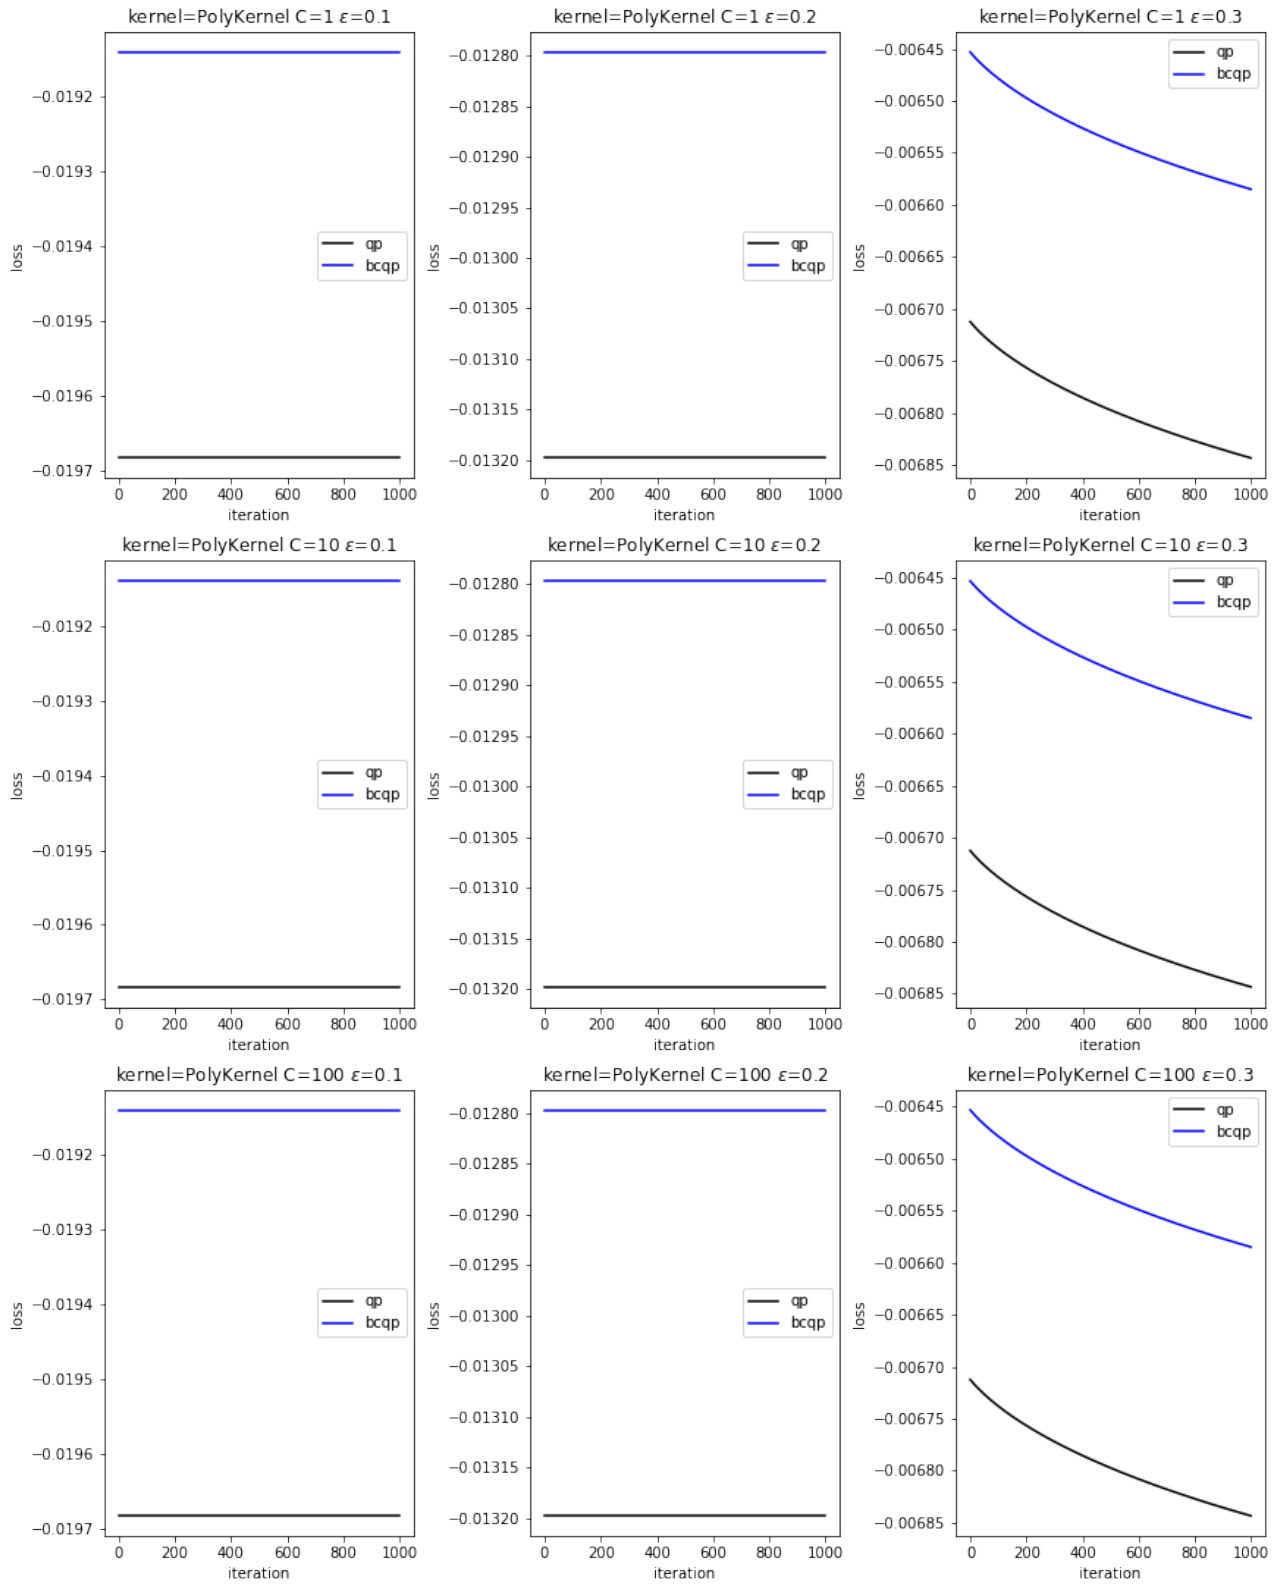 kernel=PolyKernel C=1 ε=0.1
−0.0192
−0.0193
−0.0194
−0.0195
−0.0196
−0.0197
loss
qp
bcqp
0 200 400 600 800 1000
iteration
kernel=PolyKernel C=1 ε=0.2
−0.01280
−0.01285
−0.01290
−0.01295
−0.01300
−0.01305
−0.01310
−0.01315
−0.01320
loss
qp
bcqp
0 200 400 600 800 1000
iteration
kernel=PolyKernel C=1 ε=0.3
−0.00645
−0.00650
−0.00655
−0.00660
−0.00665
−0.00670
−0.00675
−0.00680
−0.00685
loss
qp
bcqp
0 200 400 600 800 1000
iteration
kernel=PolyKernel C=10 ε=0.1
−0.0192
−0.0193
−0.0194
−0.0195
−0.0196
−0.0197
loss
qp
bcqp
0 200 400 600 800 1000
iteration
kernel=PolyKernel C=10 ε=0.2
−0.01280
−0.01285
−0.01290
−0.01295
−0.01300
−0.01305
−0.01310
−0.01315
−0.01320
loss
qp
bcqp
0 200 400 600 800 1000
iteration
kernel=PolyKernel C=10 ε=0.3
−0.00645
−0.00650
−0.00655
−0.00660
−0.00665
−0.00670
−0.00675
−0.00680
−0.00685
loss
qp
bcqp
0 200 400 600 800 1000
iteration
kernel=PolyKernel C=100 ε=0.1
−0.0192
−0.0193
−0.0194
−0.0195
−0.0196
−0.0197
loss
qp
bcqp
0 200 400 600 800 1000
iteration
kernel=PolyKernel C=100 ε=0.2
−0.01280
−0.01285
−0.01290
−0.01295
−0.01300
−0.01305
−0.01310
−0.01315
−0.01320
loss
qp
bcqp
0 200 400 600 800 1000
iteration
kernel=PolyKernel C=100 ε=0.3
−0.00645
−0.00650
−0.00655
−0.00660
−0.00665
−0.00670
−0.00675
−0.00680
−0.00685
loss
qp
bcqp
0 200 400 600 800 1000
iteration